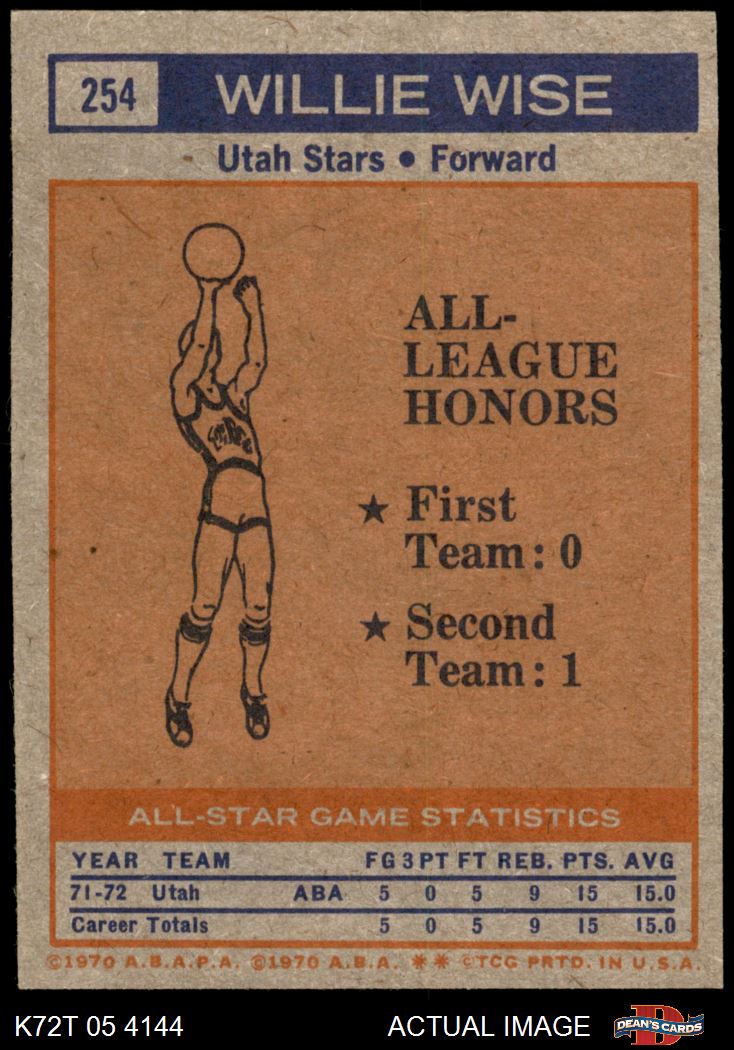 254 WILLIE WISE
Utah Stars • Forward
ALL-
LEAGUE
HONORS
★ First
Team: 0
★ Second
Team: 1
ALL-STAR GAME STATISTICS
YEAR TEAM FG 3PT FT REB. PTS. AVG
71-72 Utah ABA 5 0 5 9 15 15.0
Career Totals 5 0 5 9 15 15.0
©1970 A.B.A.P.A. ©1970 A.B.A. ** ©TCG PRTD. IN U.S.A.
K72T 05 4144 ACTUAL IMAGE D DEAN'S CARDS